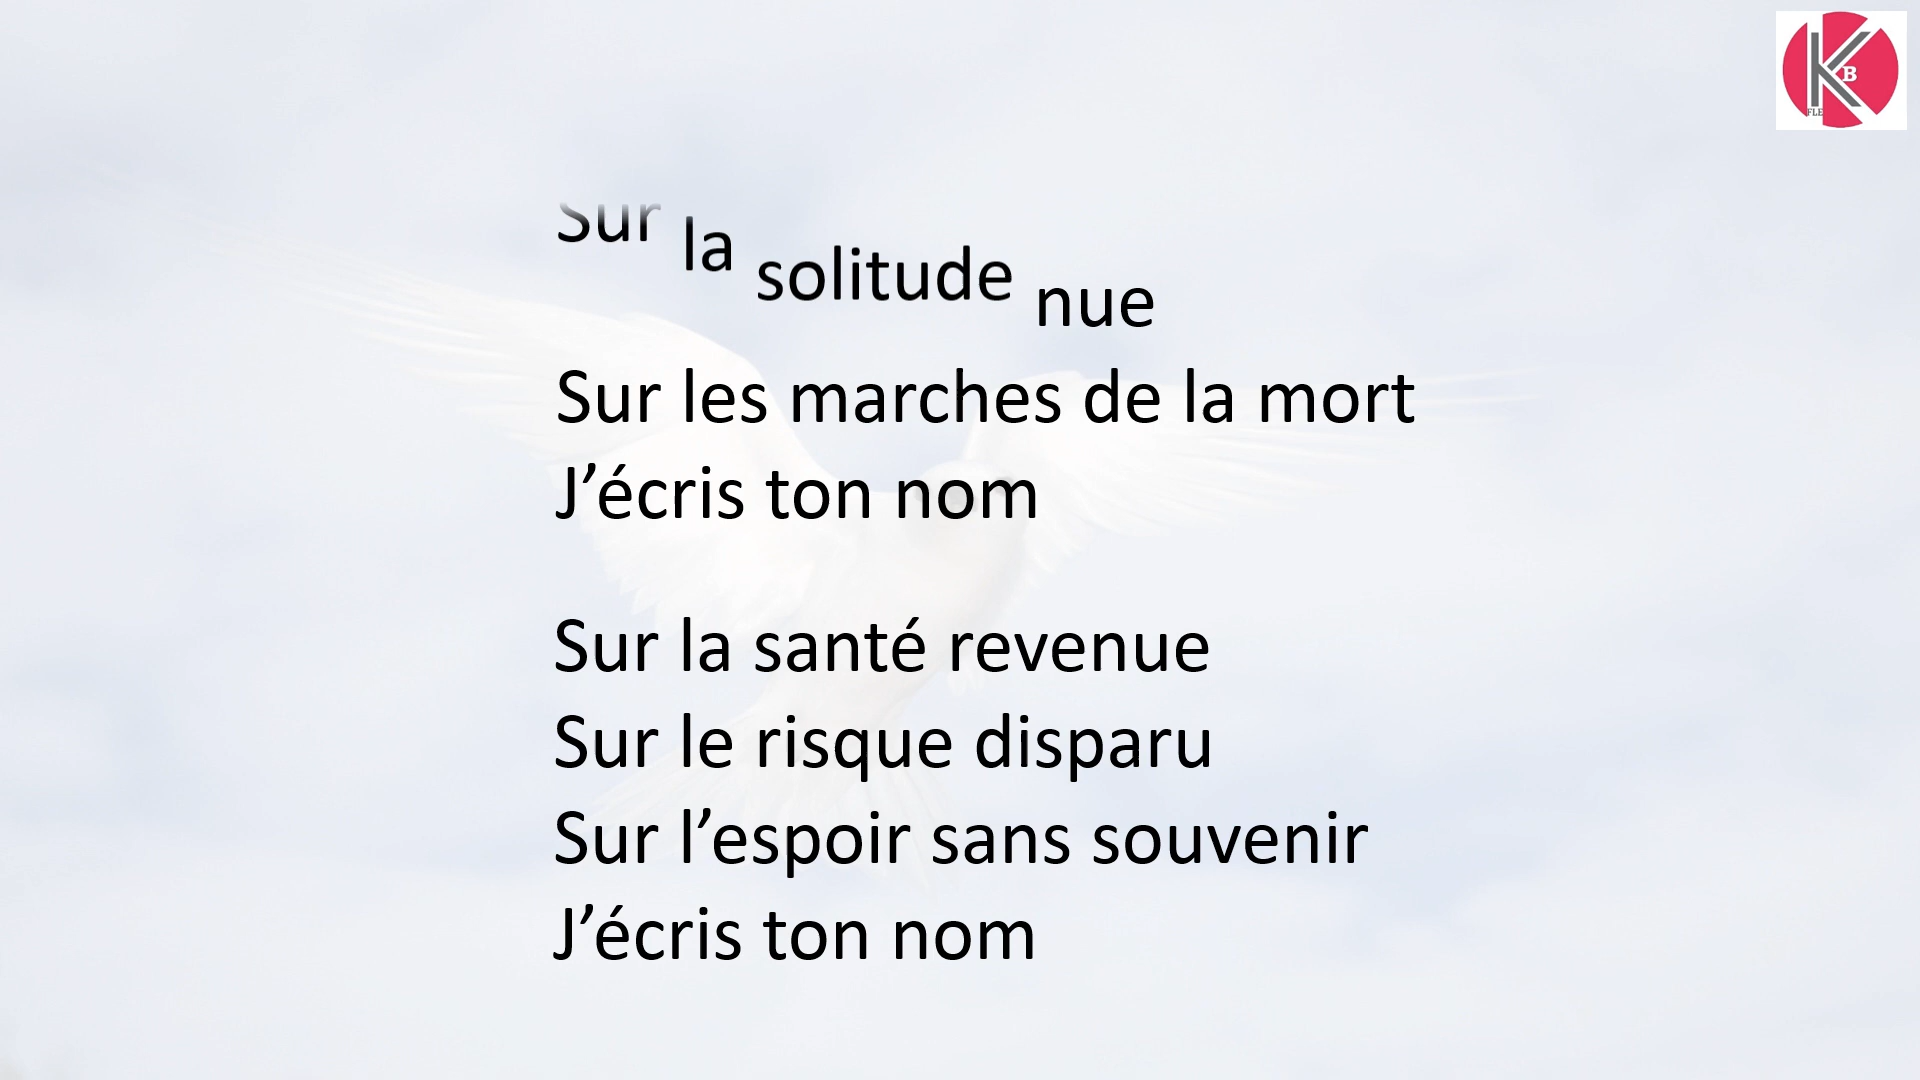 K B
FLE
Sur la solitude nue
Sur les marches de la mort
J’écris ton nom
Sur la santé revenue
Sur le risque disparu
Sur l’espoir sans souvenir
J’écris ton nom